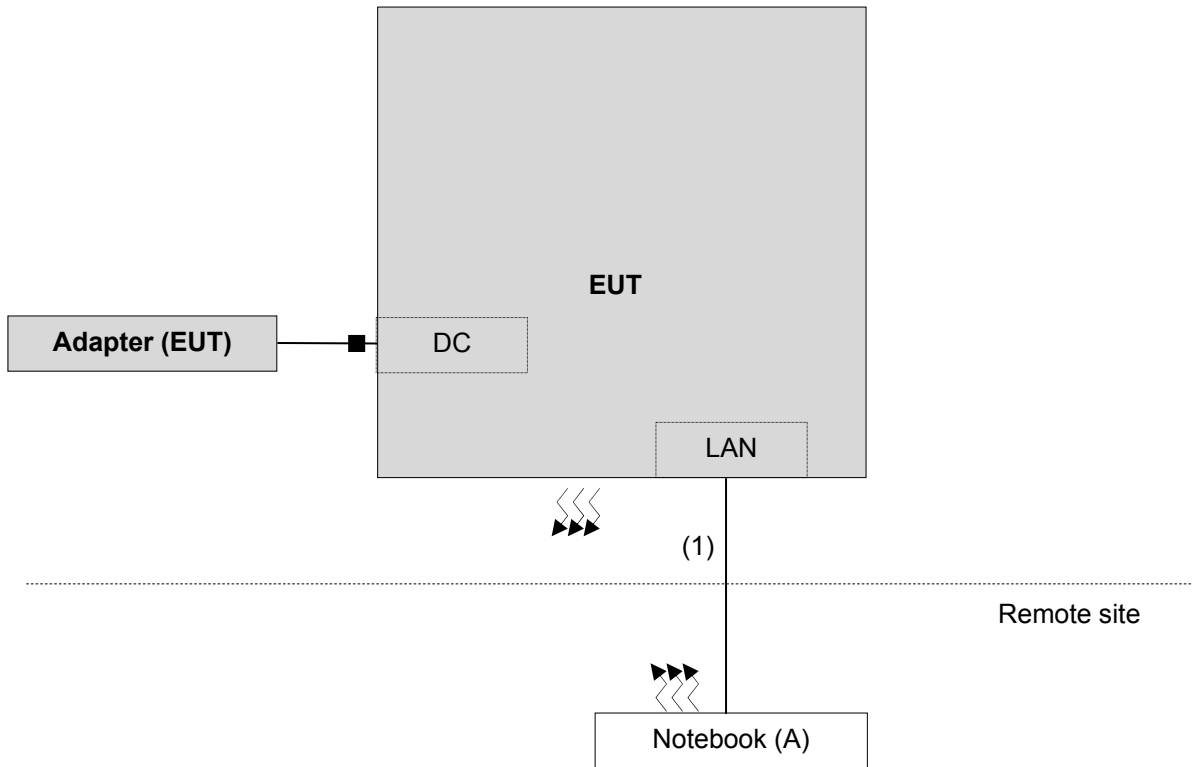 EUT
Adapter (EUT)
DC
LAN
(1)
Remote site
Notebook (A)